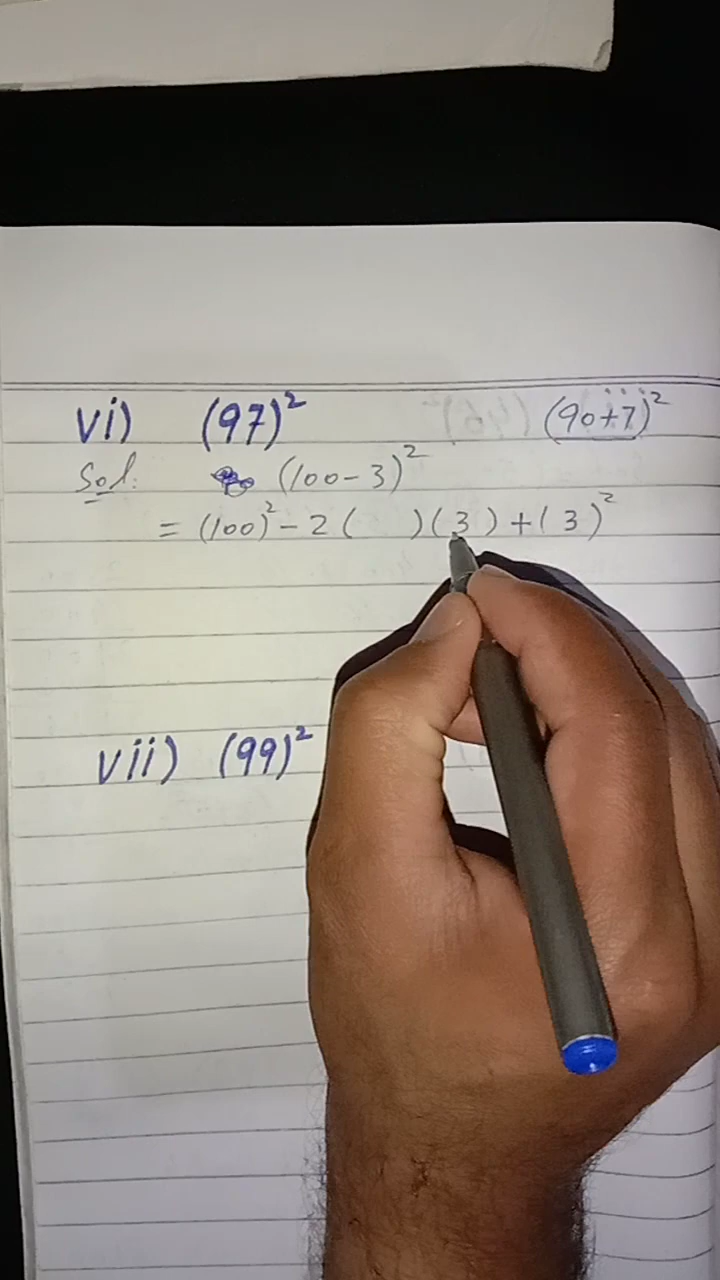 vi) (97)² (90+7)²
Sol: (100-3)²
= (100)² - 2 ( )(3) + (3)²
vii) (99)²